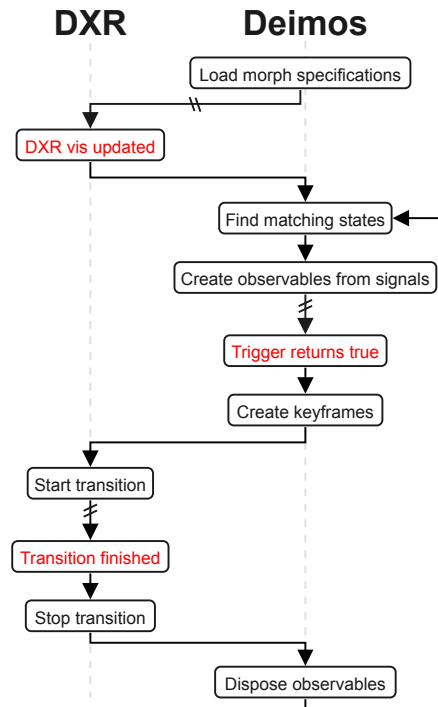 DXR
Deimos
Load morph specifications
DXR vis updated
Find matching states
Create observables from signals
Trigger returns true
Create keyframes
Start transition
Transition finished
Stop transition
Dispose observables